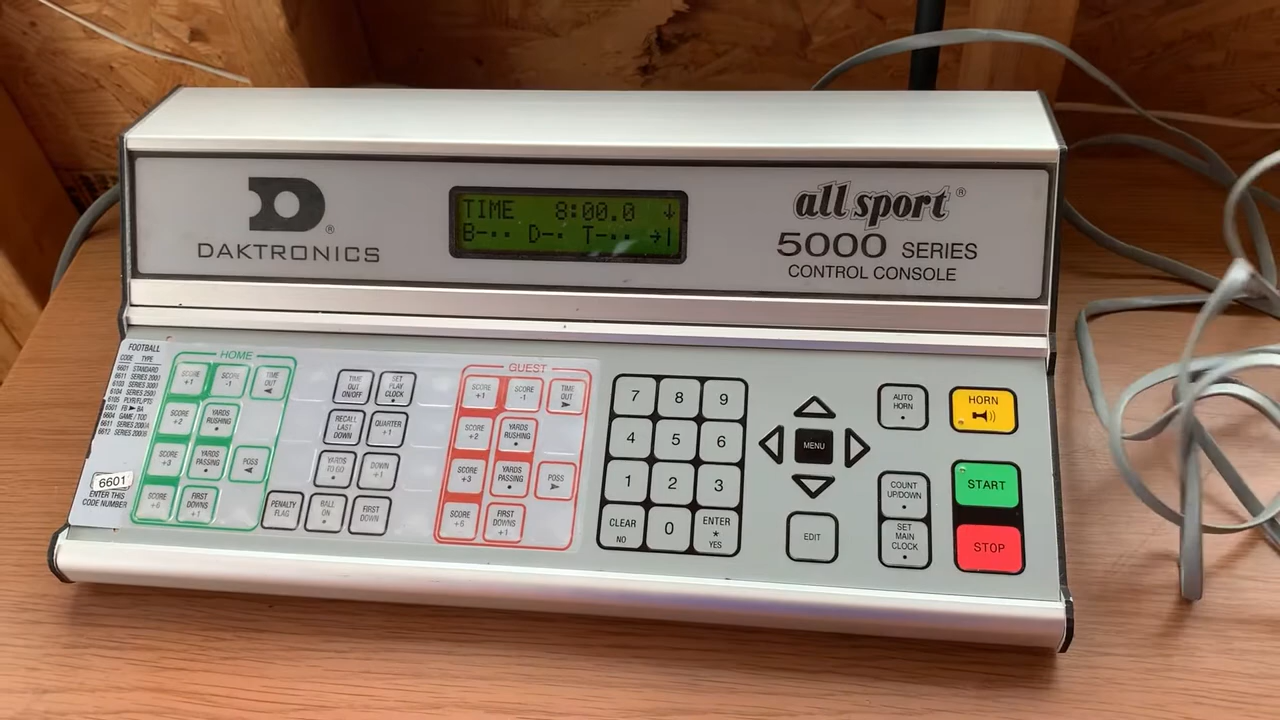 DAKTRONICS
®
TIME 8:00.0 ↓
B-·· D-· T-·· →|
all sport ®
5000 SERIES
CONTROL CONSOLE
FOOTBALL
CODE TYPE
6601 STANDARD
6601
ENTER THIS
CODE NUMBER
HOME
SCORE +1
SCORE -1
TIME OUT ◄
SCORE +2
YARDS RUSHING •
SCORE +3
YARDS PASSING •
POSS ◄
SCORE +6
FIRST DOWNS +1
TIME OUT ON/OFF
SET PLAY CLOCK •
RECALL LAST DOWN
QUARTER +1
YARDS TO GO •
DOWN +1
PENALTY FLAG
BALL ON •
FIRST DOWN
GUEST
SCORE +1
SCORE -1
TIME OUT ►
SCORE +2
YARDS RUSHING •
SCORE +3
YARDS PASSING •
POSS ►
SCORE +6
FIRST DOWNS +1
7 8 9
4 5 6
1 2 3
CLEAR NO
0
ENTER * YES
MENU
EDIT
AUTO HORN •
HORN
COUNT UP/DOWN •
START
SET MAIN CLOCK •
STOP